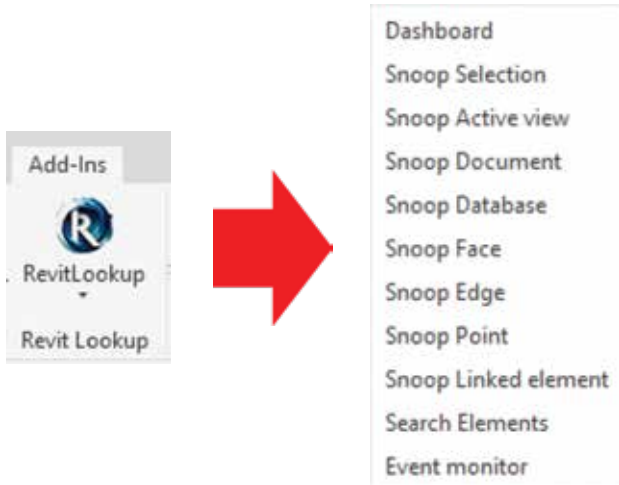 Add-Ins
RevitLookup
Revit Lookup
Dashboard
Snoop Selection
Snoop Active view
Snoop Document
Snoop Database
Snoop Face
Snoop Edge
Snoop Point
Snoop Linked element
Search Elements
Event monitor